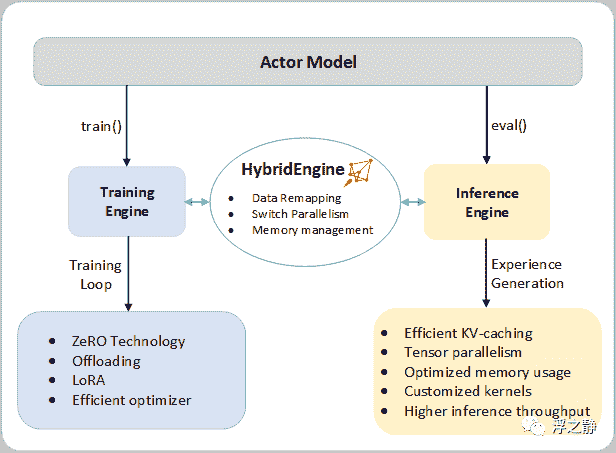 Actor Model
train()
eval()
HybridEngine
Data Remapping
Switch Parallelism
Memory management
Training
Engine
Inference
Engine
Training
Loop
Experience
Generation
ZeRO Technology
Offloading
LoRA
Efficient optimizer
Efficient KV-caching
Tensor parallelism
Optimized memory usage
Customized kernels
Higher inference throughput
浮之静